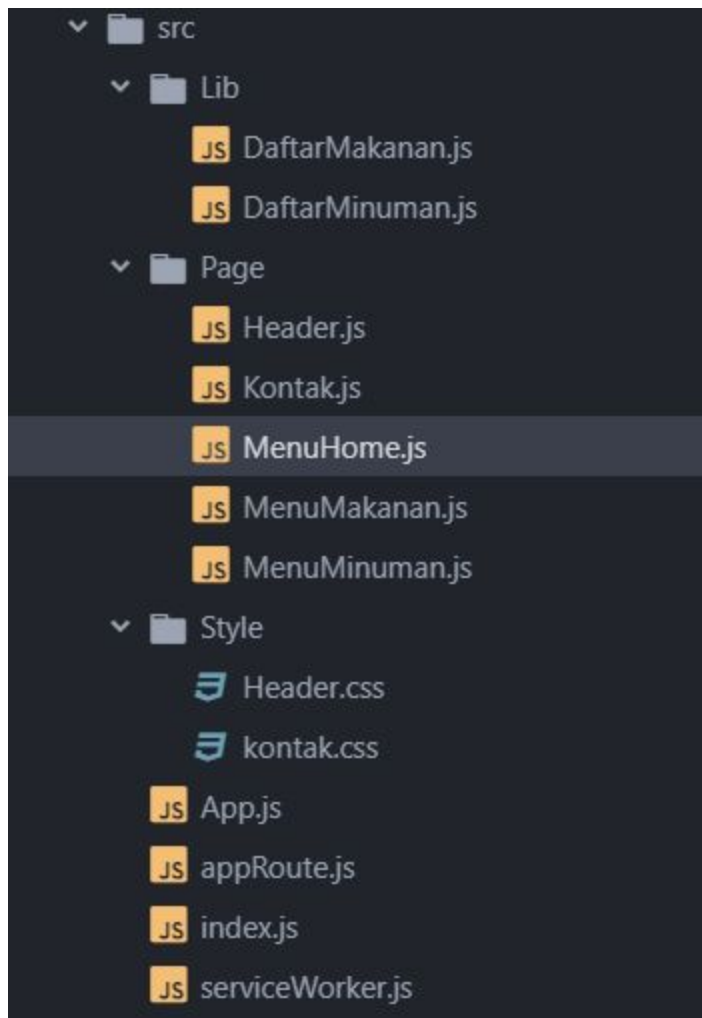 src
Lib
JS DaftarMakanan.js
JS DaftarMinuman.js
Page
JS Header.js
JS Kontak.js
JS MenuHome.js
JS MenuMakanan.js
JS MenuMinuman.js
Style
Header.css
kontak.css
JS App.js
JS appRoute.js
JS index.js
JS serviceWorker.js